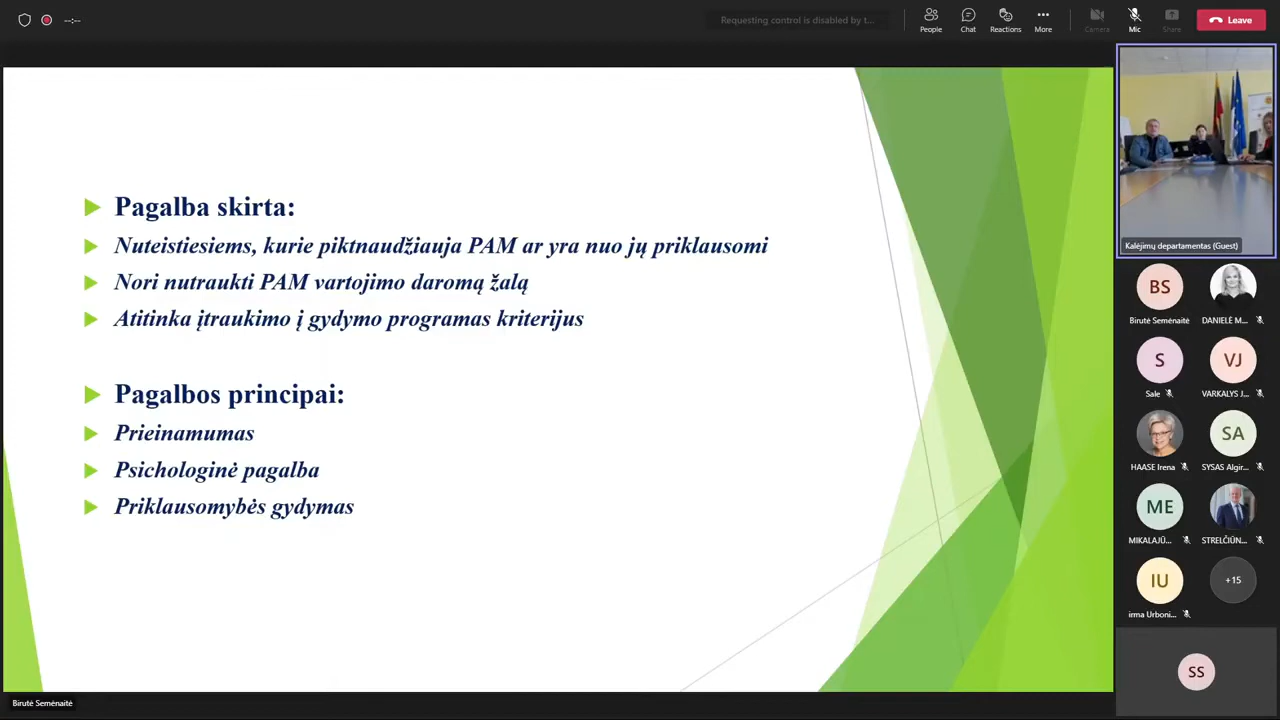 --:--
Requesting control is disabled by t...
People
Chat
Reactions
More
Camera
Mic
Share
Leave
Pagalba skirta:
Nuteistiesiems, kurie piktnaudžiauja PAM ar yra nuo jų priklausomi
Nori nutraukti PAM vartojimo daromą žalą
Atitinka įtraukimo į gydymo programas kriterijus
Pagalbos principai:
Prieinamumas
Psichologinė pagalba
Priklausomybės gydymas
Birutė Semėnaitė
Kalėjimų departamentas (Guest)
BS
Birutė Semėnaitė
DANIELĖ M...
S
Sale
VJ
VARKALYS J...
HAASE Irena
SA
SYSAS Algir...
ME
MIKALAJŪ...
STRELČIŪN...
IU
irma Urboni...
+15
SS